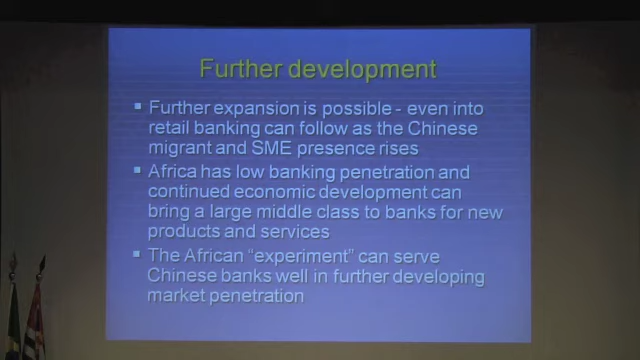 Further development
▪ Further expansion is possible - even into
retail banking can follow as the Chinese
migrant and SME presence rises
▪ Africa has low banking penetration and
continued economic development can
bring a large middle class to banks for new
products and services
▪ The African “experiment” can serve
Chinese banks well in further developing
market penetration